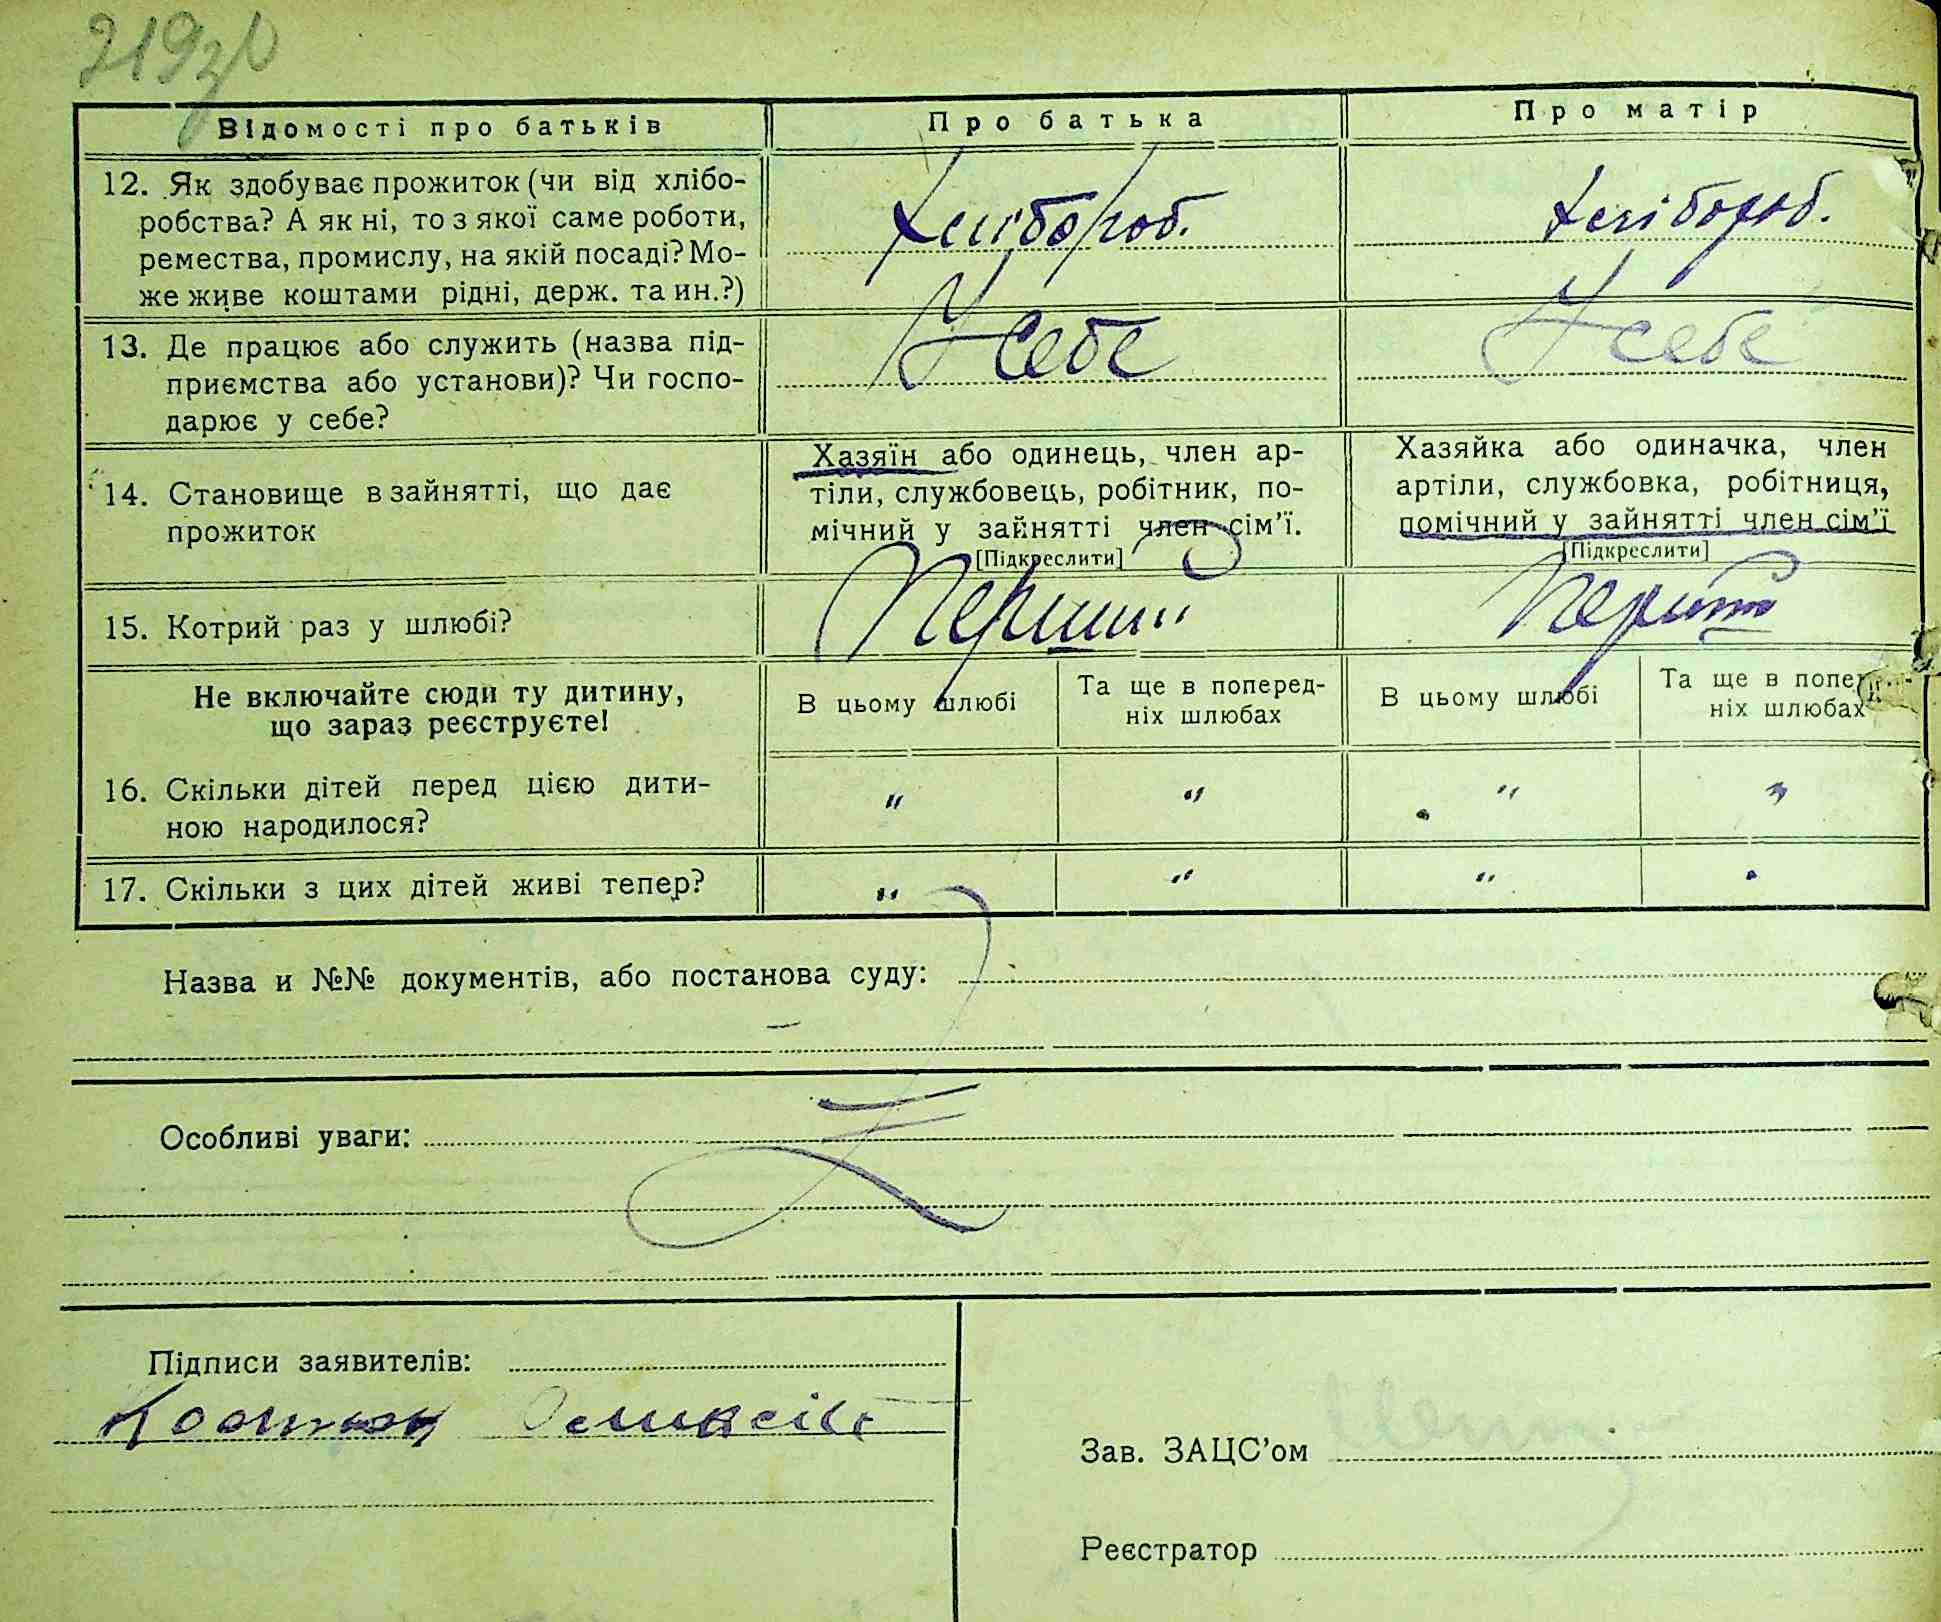 219зв
Відомості про батьків
Про батька
Про матір
12. Як здобуває прожиток (чи від хлібо-
робства? А як ні, то з якої саме роботи,
ремества, промислу, на якій посаді? Мо-
же живе коштами рідні, держ. та ин.?)
Хлібороб.
Хлібороб.
13. Де працює або служить (назва під-
приємства або установи)? Чи госпо-
дарює у себе?
У себе
У себе
14. Становище в зайнятті, що дає
прожиток
Хазяїн або одинець, член ар-
тіли, службовець, робітник, по-
мічний у зайнятті член сім’ї.
[Підкреслити]
Хазяйка або одиначка, член
артіли, службовка, робітниця,
помічний у зайнятті член сім’ї
[Підкреслити]
15. Котрий раз у шлюбі?
Перший
Не включайте сюди ту дитину,
що зараз реєструєте!
В цьому шлюбі
Та ще в поперед-
ніх шлюбах
В цьому шлюбі
Та ще в попе
ніх шлюбах
16. Скільки дітей перед цією дити-
ною народилося?
" " " "
17. Скільки з цих дітей живі тепер?
" " "
Назва и №№ документів, або постанова суду:
Особливі уваги:
Підписи заявителів:
Зав. ЗАЦС’ом
Реєстратор